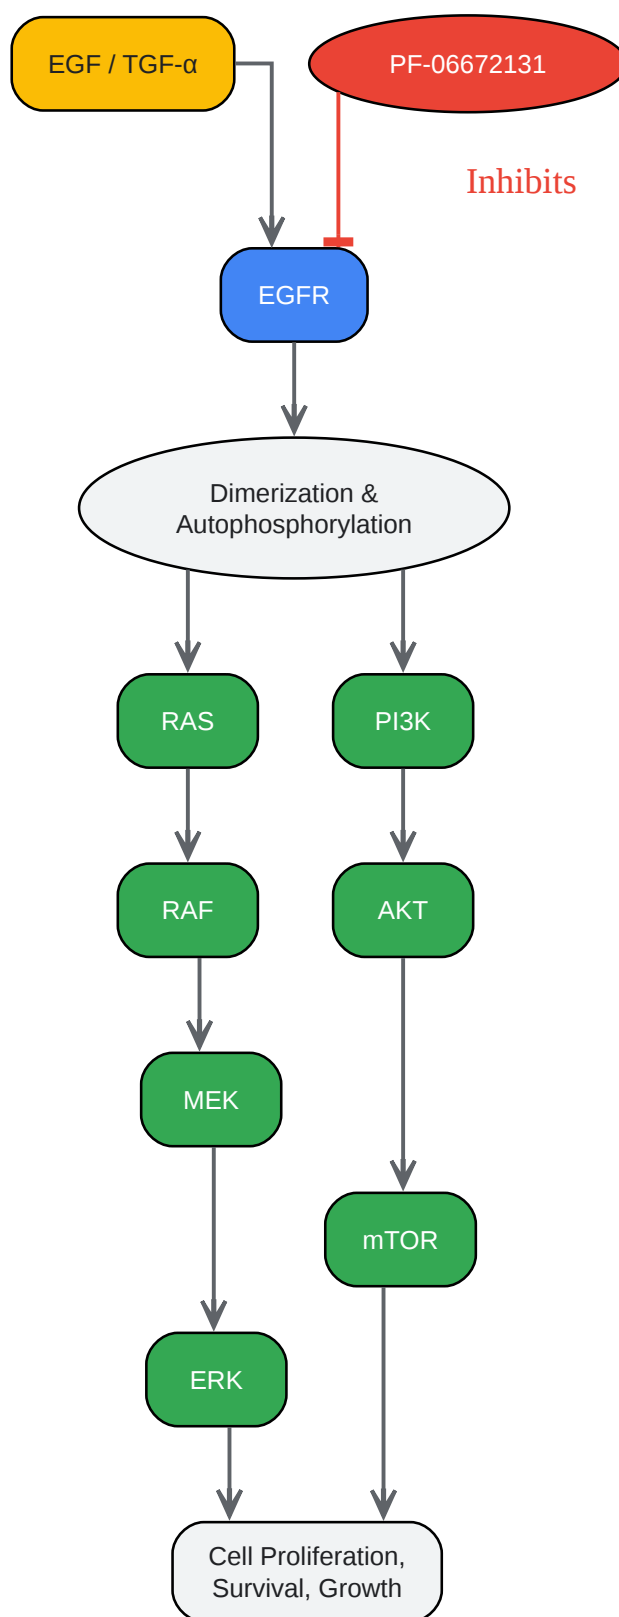 EGF / TGF-α
PF-06672131
Inhibits
EGFR
Dimerization &
Autophosphorylation
RAS
PI3K
RAF
AKT
MEK
mTOR
ERK
Cell Proliferation,
Survival, Growth